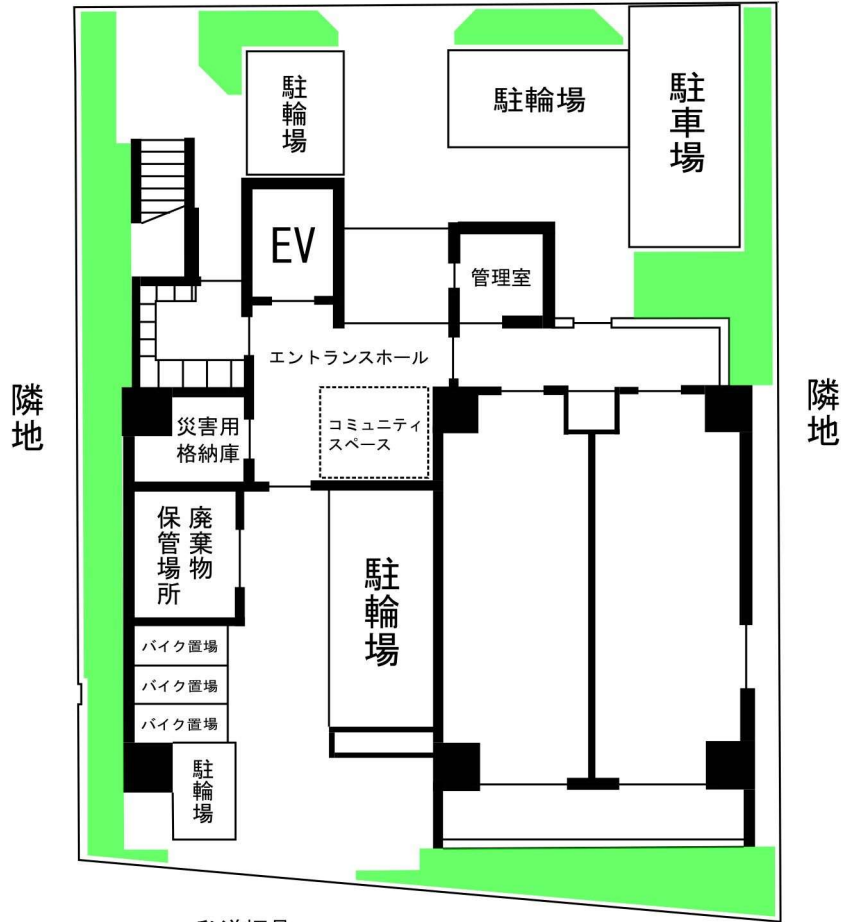 駐輪場
駐輪場
駐車場
EV
管理室
エントランスホール
隣地
隣地
コミュニティ
スペース
災害用
格納庫
廃棄物
保管場所
駐輪場
バイク置場
バイク置場
バイク置場
駐輪場